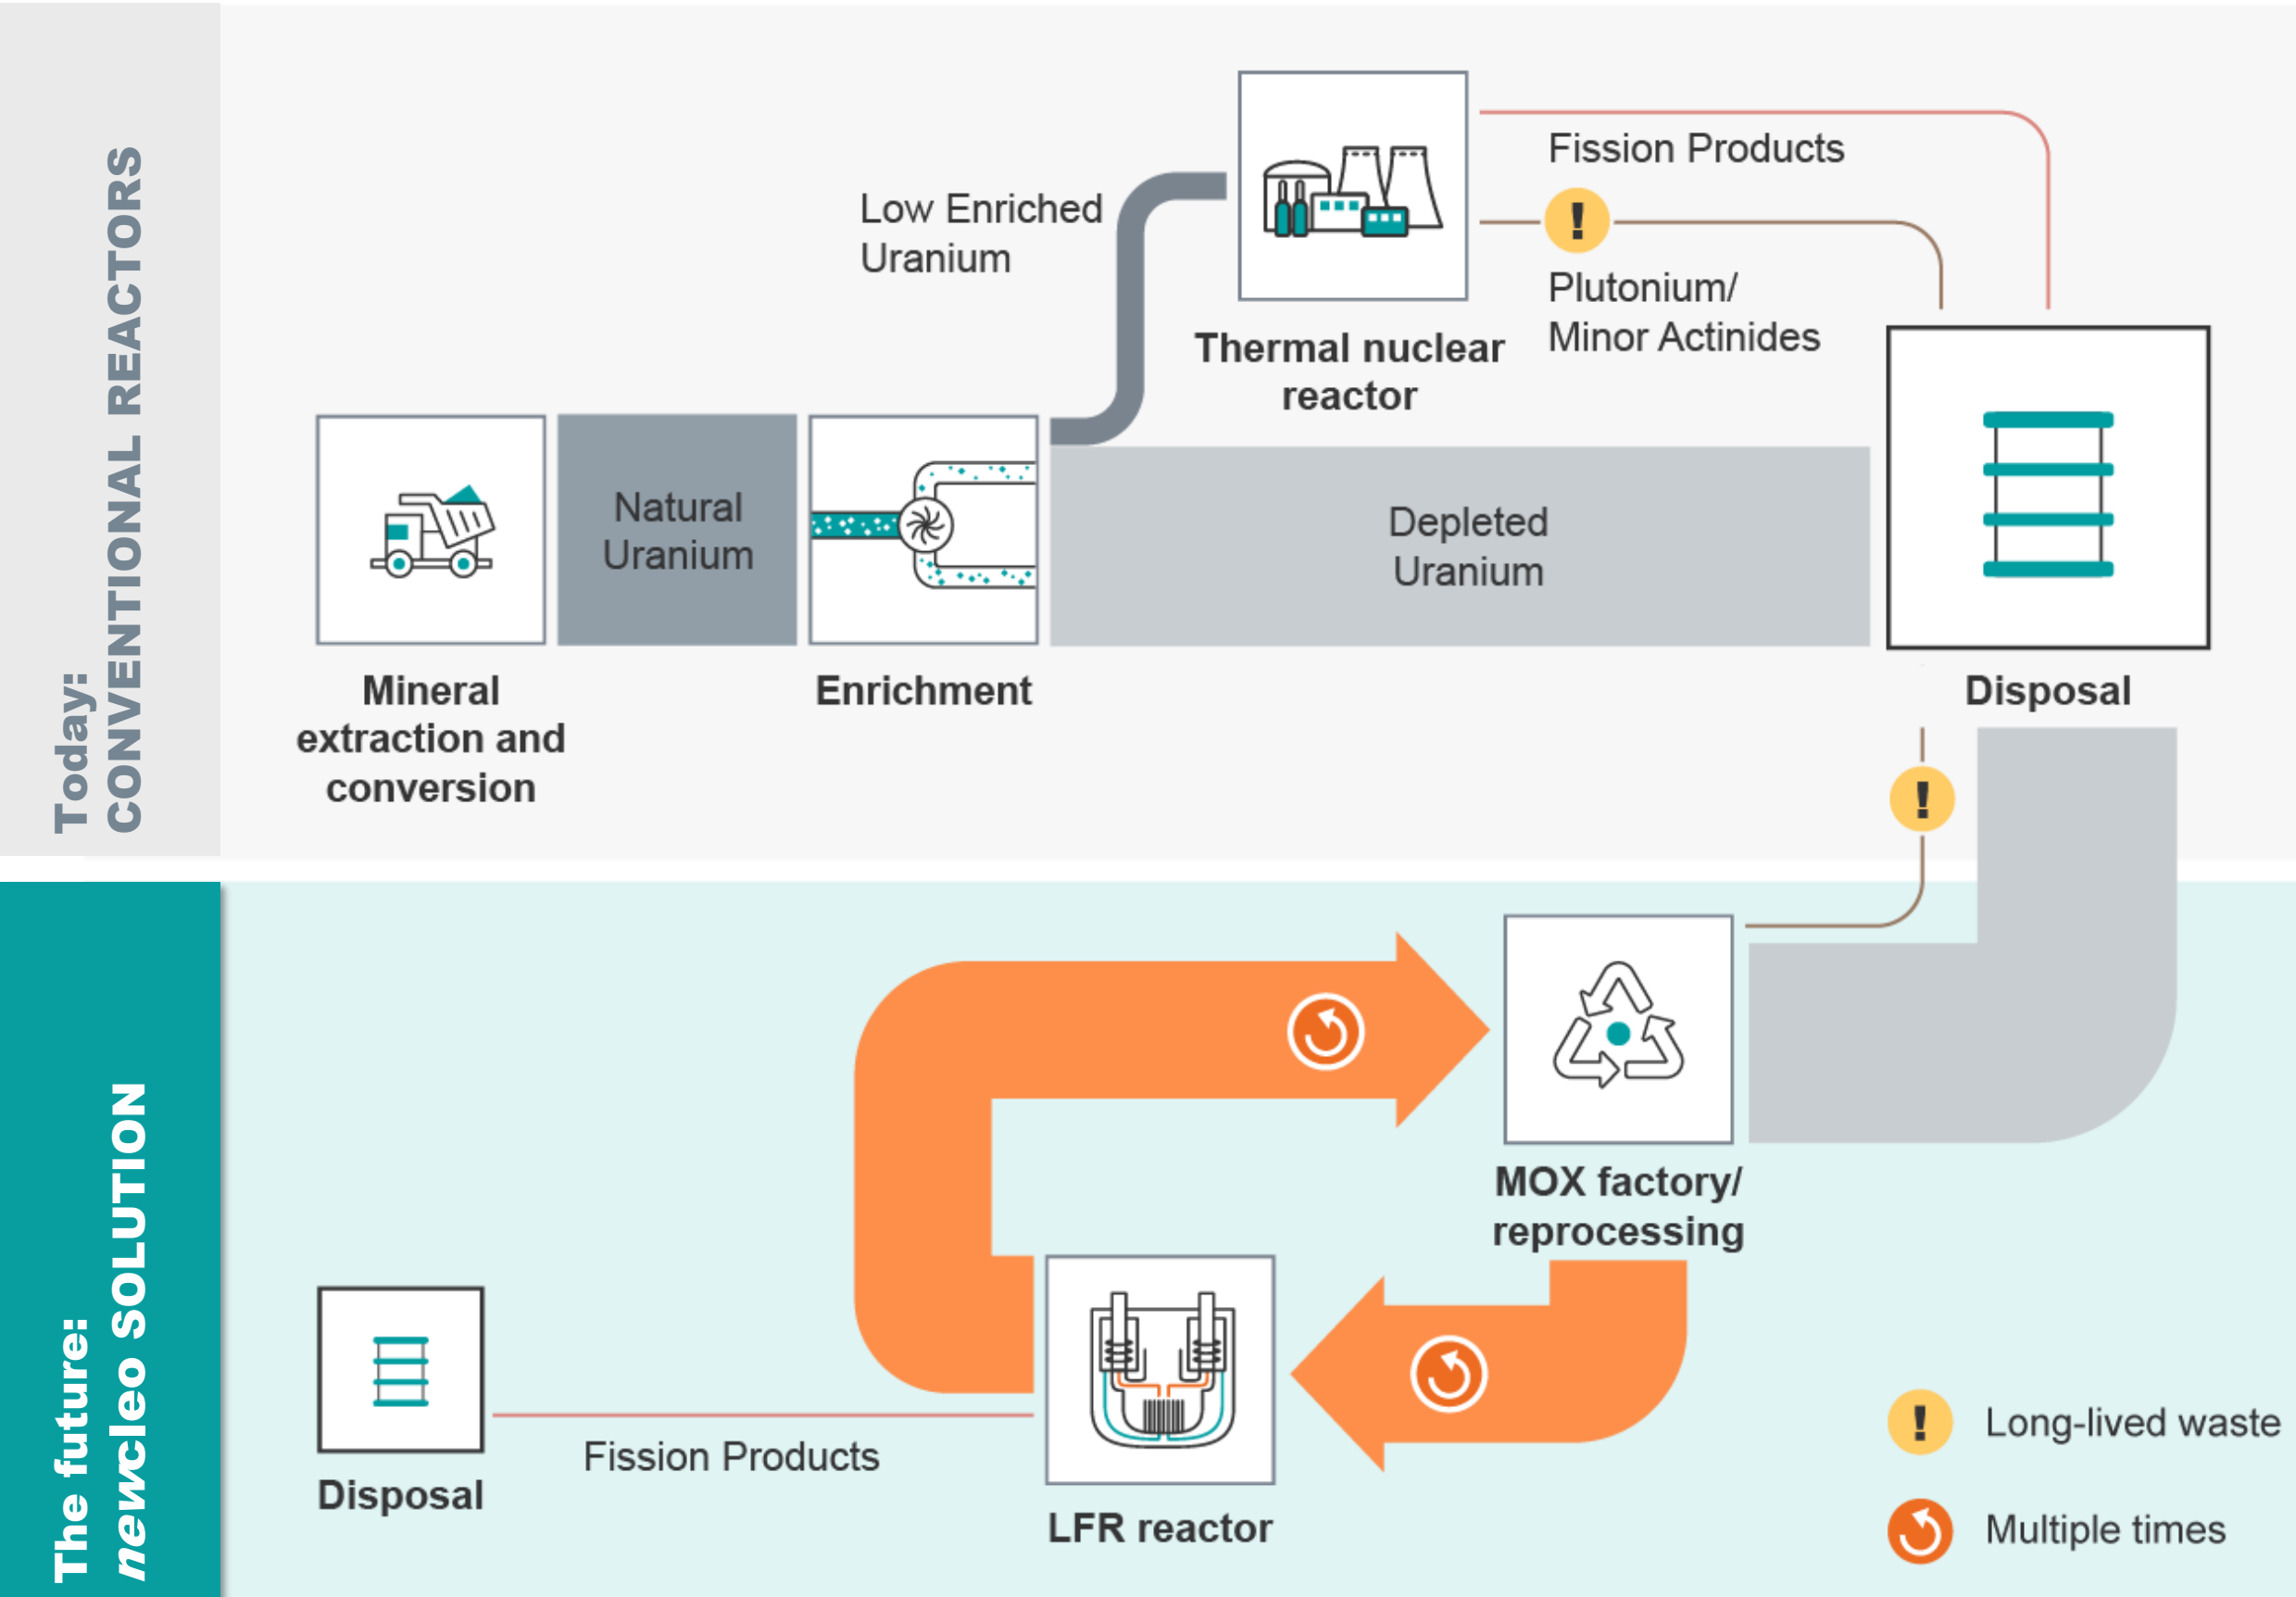 Today:
CONVENTIONAL REACTORS
Fission Products
Low Enriched
Uranium
!
Plutonium/
Minor Actinides
Thermal nuclear
reactor
Natural
Uranium
Depleted
Uranium
Mineral
extraction and
conversion
Enrichment
Disposal
!
The future:
newcleo SOLUTION
MOX factory/
reprocessing
Fission Products
Disposal
LFR reactor
! Long-lived waste
Multiple times